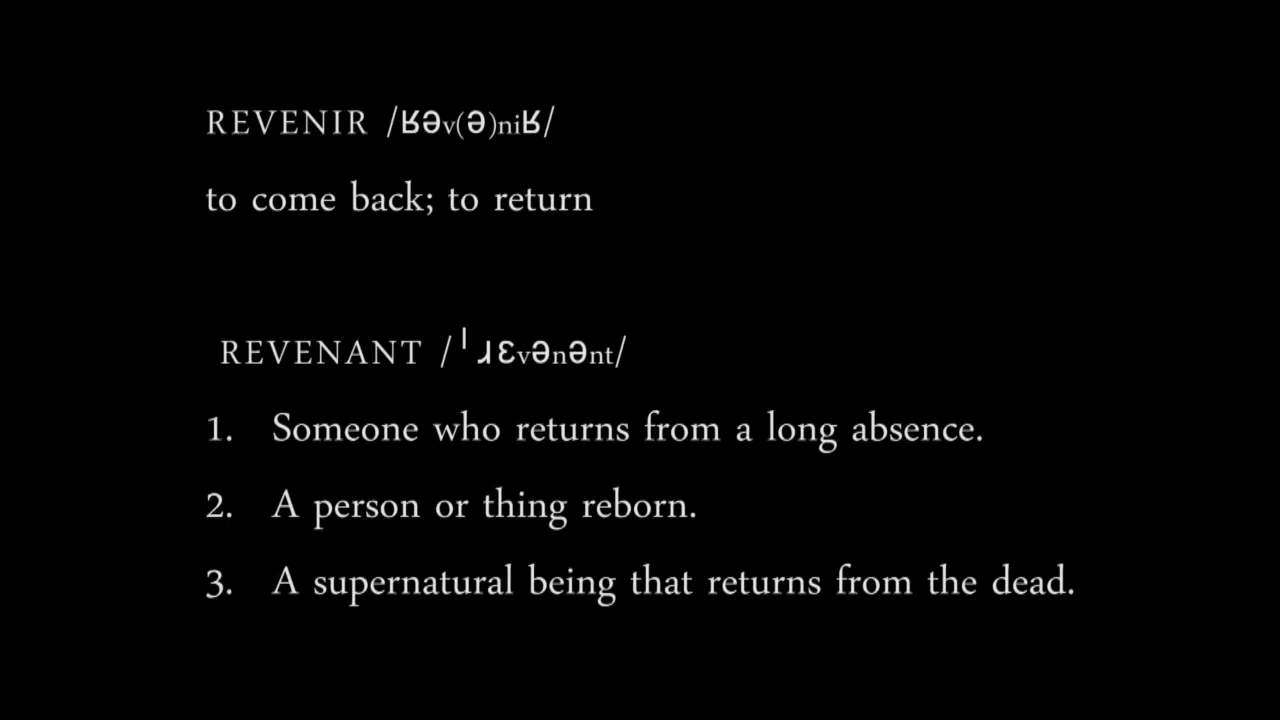 REVENIR /ʁəv(ə)niʁ/
to come back; to return
REVENANT /ˈɹɛvənənt/
1. Someone who returns from a long absence.
2. A person or thing reborn.
3. A supernatural being that returns from the dead.